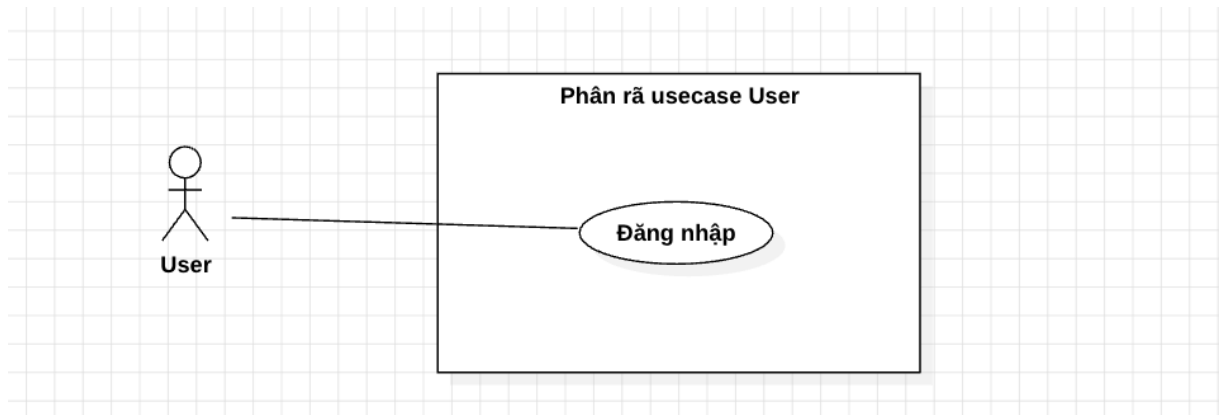 Phân rã usecase User
Đăng nhập
User